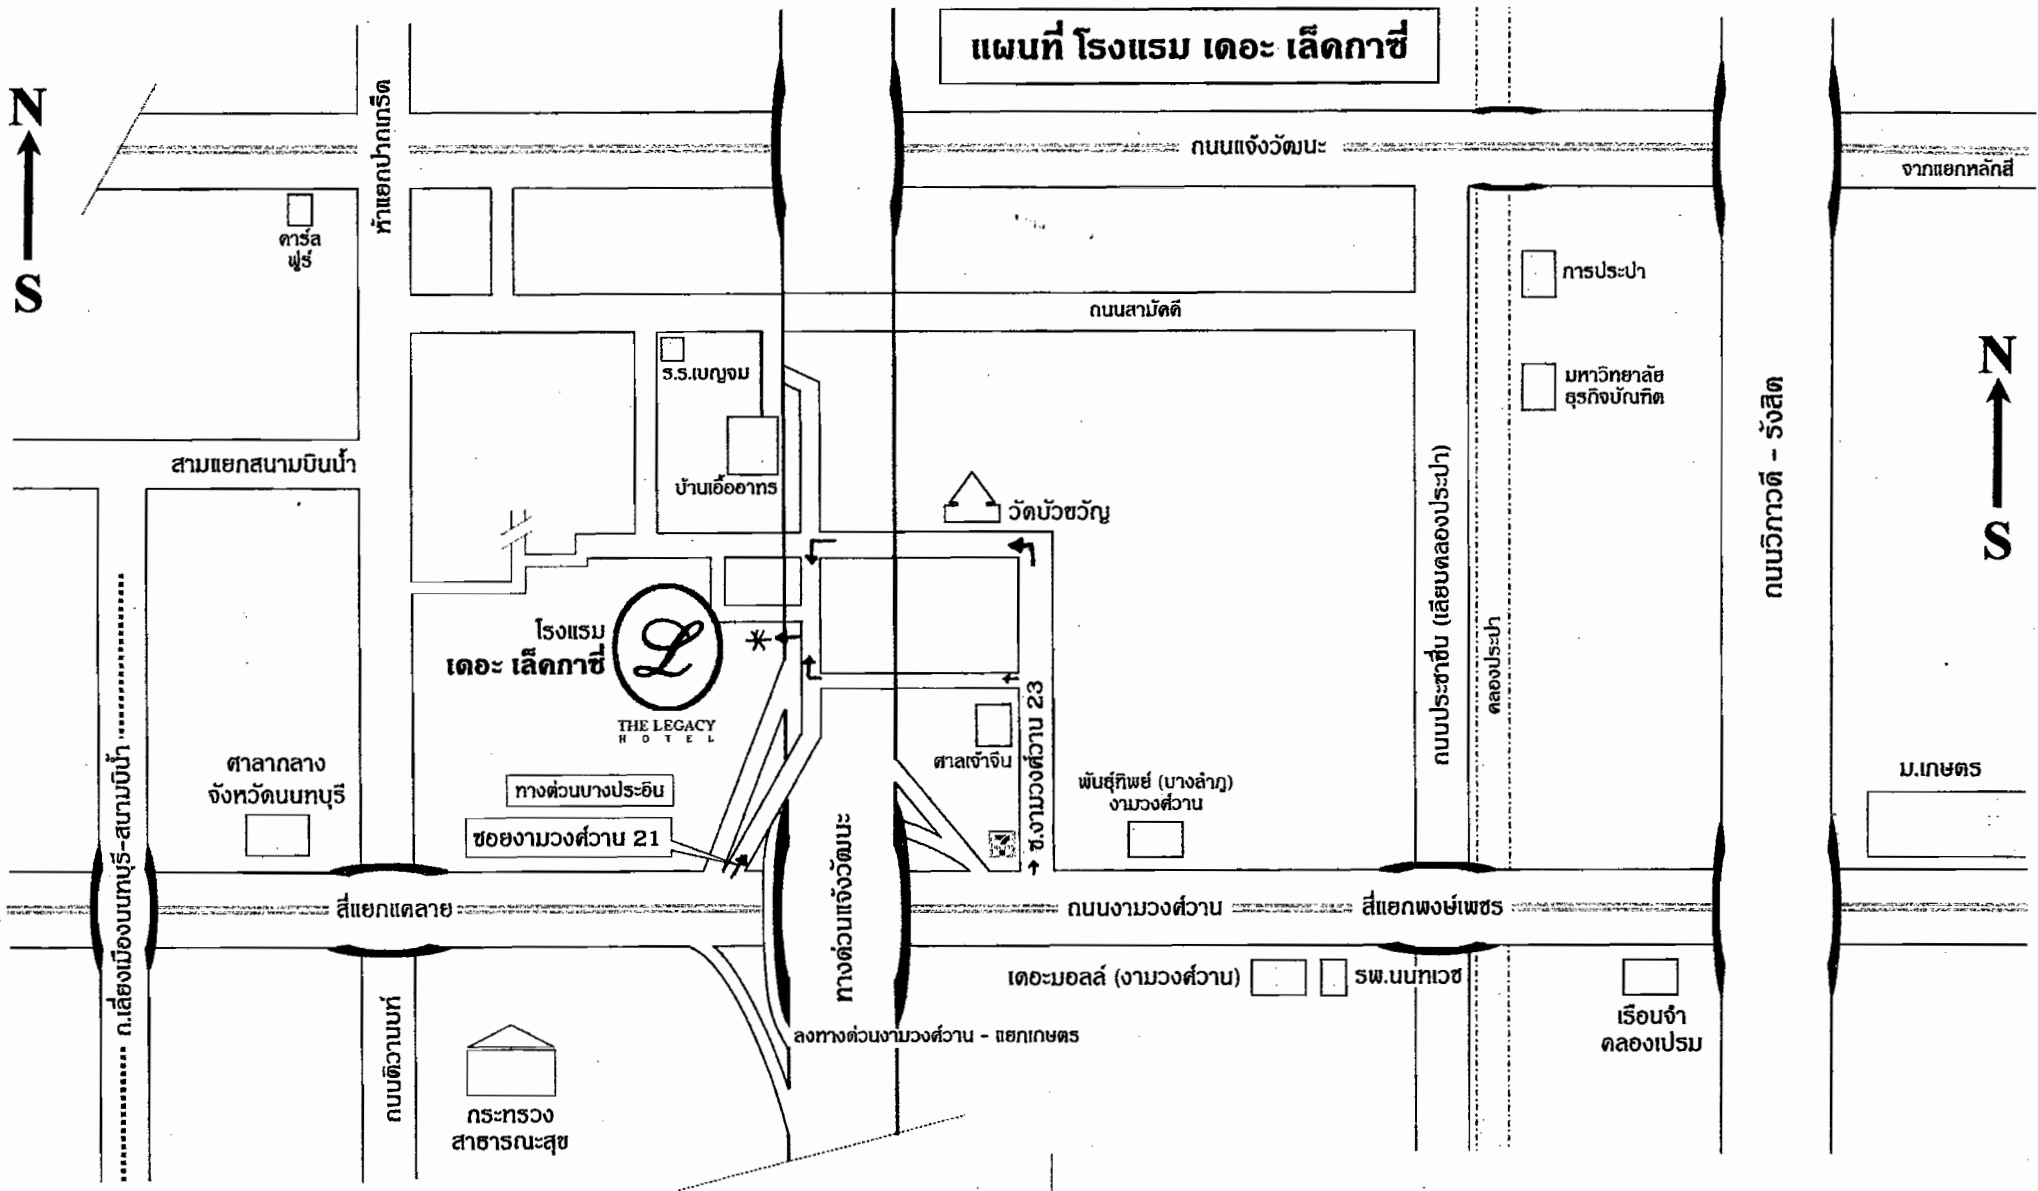 แผนที่ โรงแรม เดอะ เล็คกาซี่
N
S
ห้าแยกปากเกร็ด
ถนนแจ้งวัฒนะ
จากแยกหลักสี่
คาร์ล
ฟูร์
การประปา
ถนนสามัคคี
N
S
ร.ร.เบญจม
มหาวิทยาลัย
ธุรกิจบัณฑิต
ถนนวิภาวดี - รังสิต
สามแยกสนามบินน้ำ
บ้านเอื้ออาทร
วัดบัวขวัญ
ถนนประชาชื่น (เลียบคลองประปา)
คลองประปา
โรงแรม
เดอะ เล็คกาซี่
L
THE LEGACY
HOTEL
ซ.งามวงศ์วาน 23
ศาลเจ้าจีน
ศาลากลาง
จังหวัดนนทบุรี
ทางด่วนบางประอิน
ซอยงามวงศ์วาน 21
พันธุ์ทิพย์ (บางลำภู)
งามวงศ์วาน
ม.เกษตร
7
ถ.เลี่ยงเมืองนนทบุรี-สนามบินน้ำ
สี่แยกแคลาย
ทางด่วนแจ้งวัฒนะ
ถนนงามวงศ์วาน
สี่แยกพงษ์เพชร
เดอะมอลล์ (งามวงศ์วาน)
รพ.นนทเวช
เรือนจำ
คลองเปรม
ถนนติวานนท์
ลงทางด่วนงามวงศ์วาน - แยกเกษตร
กระทรวง
สาธารณะสุข